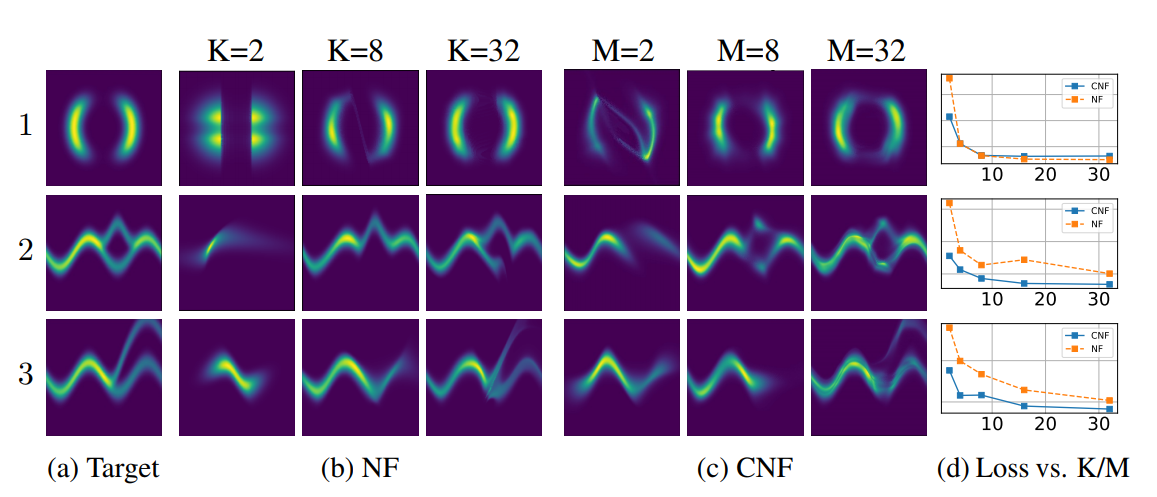 K=2 K=8 K=32 M=2 M=8 M=32
1
CNF
NF
10 20 30
2
CNF
NF
10 20 30
3
CNF
NF
10 20 30
(a) Target (b) NF (c) CNF (d) Loss vs. K/M